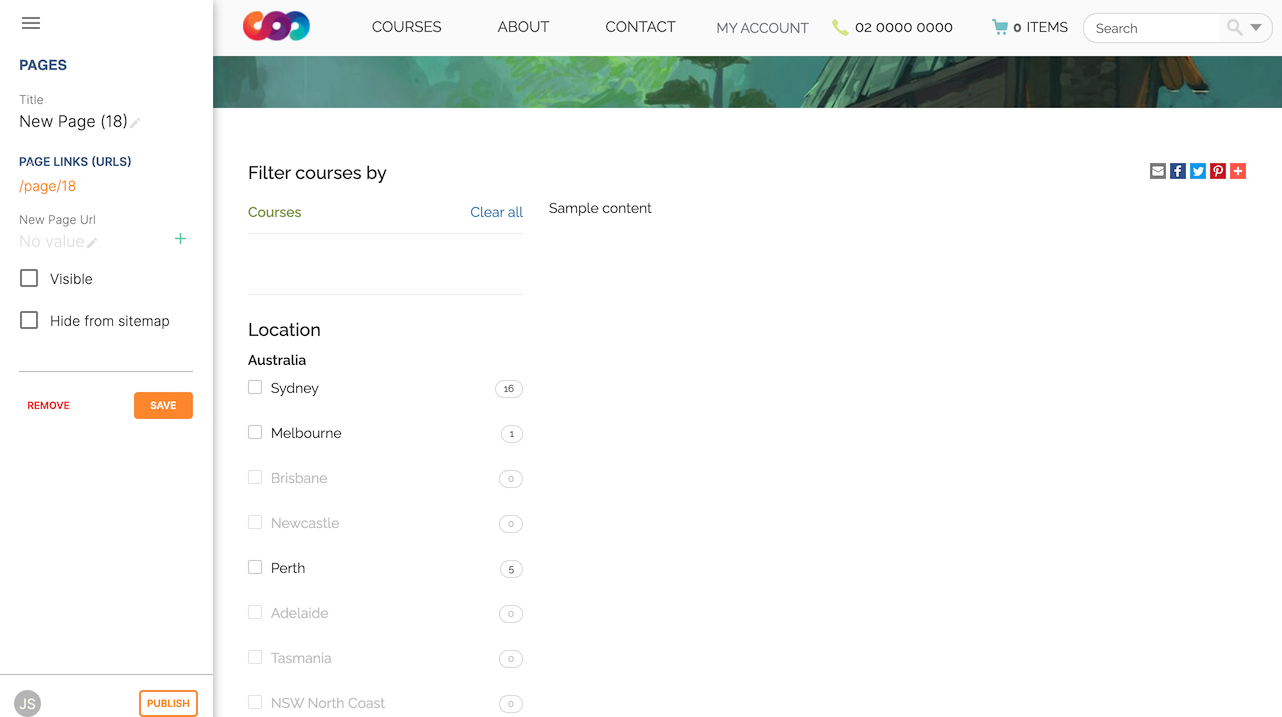 COURSES ABOUT CONTACT MY ACCOUNT 02 0000 0000 0 ITEMS Search
PAGES
Title
New Page (18)
PAGE LINKS (URLS)
/page/18
New Page Url
No value
Visible
Hide from sitemap
REMOVE SAVE
JS PUBLISH
Filter courses by
Courses Clear all
Sample content
Location
Australia
Sydney 16
Melbourne 1
Brisbane 0
Newcastle 0
Perth 5
Adelaide 0
Tasmania 0
NSW North Coast 0